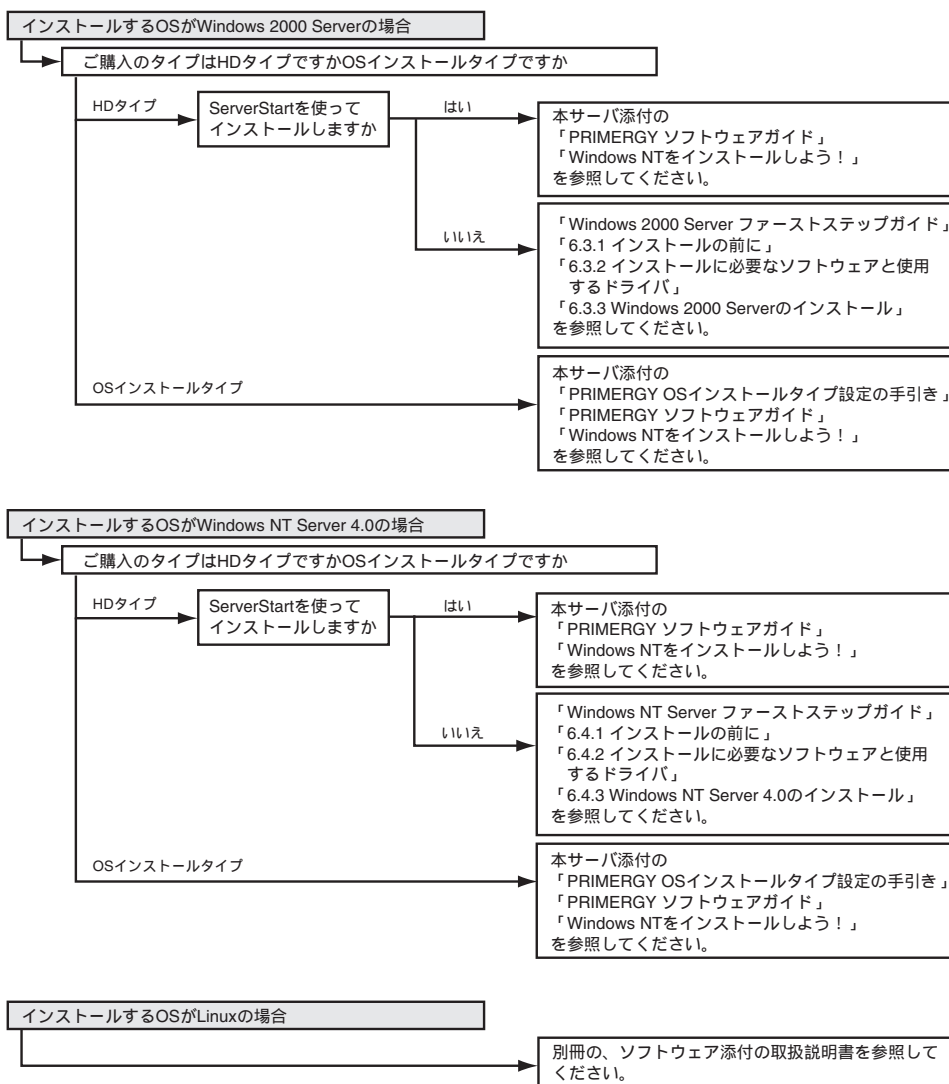 インストールするOSがWindows 2000 Serverの場合
ご購入のタイプはHDタイプですかOSインストールタイプですか
HDタイプ
ServerStartを使って
インストールしますか
はい
本サーバ添付の
「PRIMERGY ソフトウェアガイド」
「Windows NTをインストールしよう！」
を参照してください。
いいえ
「Windows 2000 Server ファーストステップガイド」
「6.3.1 インストールの前に」
「6.3.2 インストールに必要なソフトウェアと使用
するドライバ」
「6.3.3 Windows 2000 Serverのインストール」
を参照してください。
OSインストールタイプ
本サーバ添付の
「PRIMERGY OSインストールタイプ設定の手引き」
「PRIMERGY ソフトウェアガイド」
「Windows NTをインストールしよう！」
を参照してください。
インストールするOSがWindows NT Server 4.0の場合
ご購入のタイプはHDタイプですかOSインストールタイプですか
HDタイプ
ServerStartを使って
インストールしますか
はい
本サーバ添付の
「PRIMERGY ソフトウェアガイド」
「Windows NTをインストールしよう！」
を参照してください。
いいえ
「Windows NT Server ファーストステップガイド」
「6.4.1 インストールの前に」
「6.4.2 インストールに必要なソフトウェアと使用
するドライバ」
「6.4.3 Windows NT Server 4.0のインストール」
を参照してください。
OSインストールタイプ
本サーバ添付の
「PRIMERGY OSインストールタイプ設定の手引き」
「PRIMERGY ソフトウェアガイド」
「Windows NTをインストールしよう！」
を参照してください。
インストールするOSがLinuxの場合
別冊の、ソフトウェア添付の取扱説明書を参照して
ください。